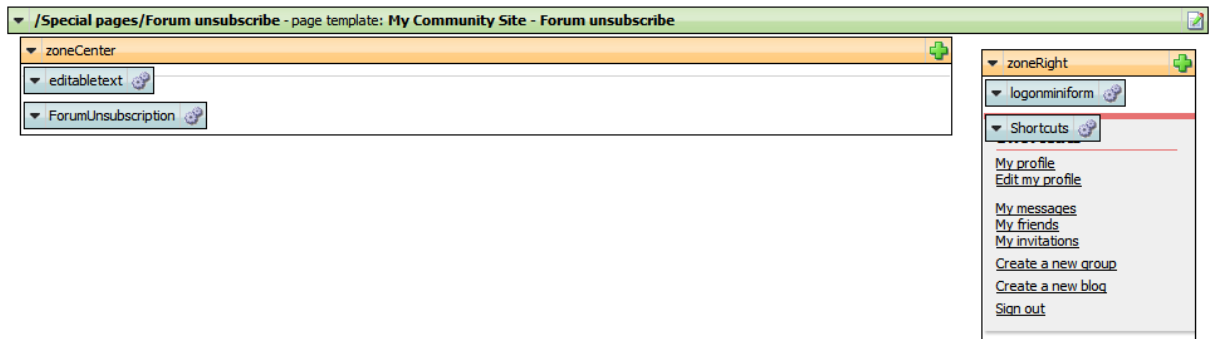 /Special pages/Forum unsubscribe - page template: My Community Site - Forum unsubscribe
zoneCenter
editabletext
ForumUnsubscription
zoneRight
logonminiform
Shortcuts
My profile
Edit my profile
My messages
My friends
My invitations
Create a new group
Create a new blog
Sign out